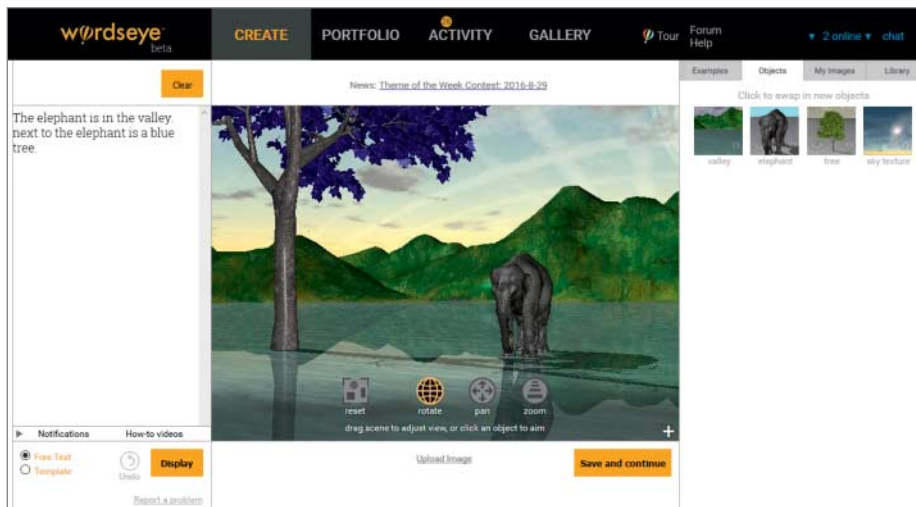 wordseye
beta
CREATE
PORTFOLIO
ACTIVITY
GALLERY
Tour
Forum
Help
2 online
chat
Clear
News: Theme of the Week Contest: 2016-8-29
Examples
Objects
My Images
Library
Click to swap in new objects
valley
elephant
tree
sky texture
The elephant is in the valley.
next to the elephant is a blue
tree.
reset
rotate
pan
zoom
drag scene to adjust view, or click an object to aim
Notifications
How-to videos
Free Text
Template
Undo
Display
Upload Image
Save and continue
Report a problem